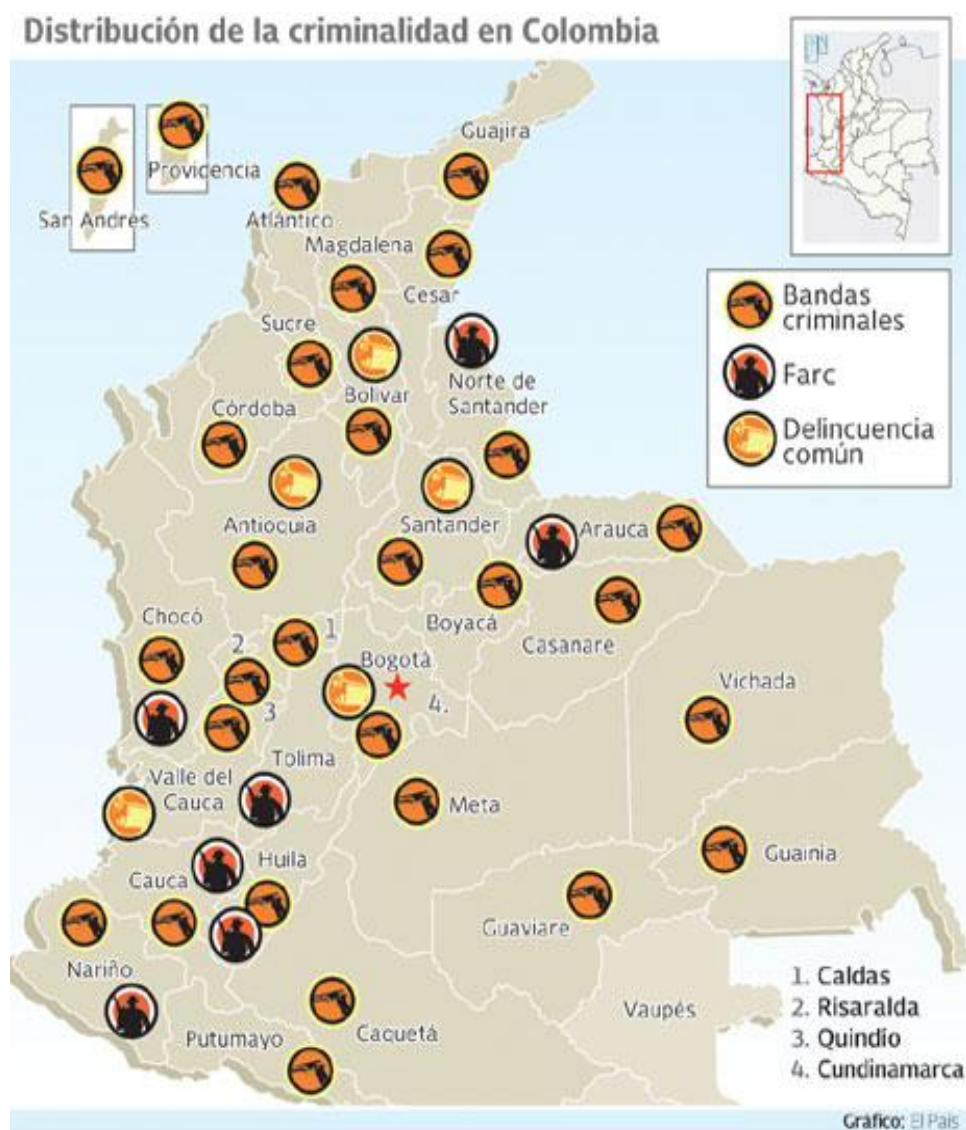 Distribución de la criminalidad en Colombia
Guajira
Providencia
San Andrés
Atlántico
Magdalena
Cesar
Sucre
Bolívar
Norte de
Santander
Córdoba
Antioquia
Santander
Arauca
Boyacá
Casanare
Chocó
2
1
Bogotá
3
4.
Vichada
Tolima
Valle del
Cauca
Meta
Guainia
Huila
Cauca
Guaviare
Nariño
Vaupés
Putumayo
Caquetá
Bandas
criminales
Farc
Delincuencia
común
1. Caldas
2. Risaralda
3. Quindío
4. Cundinamarca
Gráfico: El País